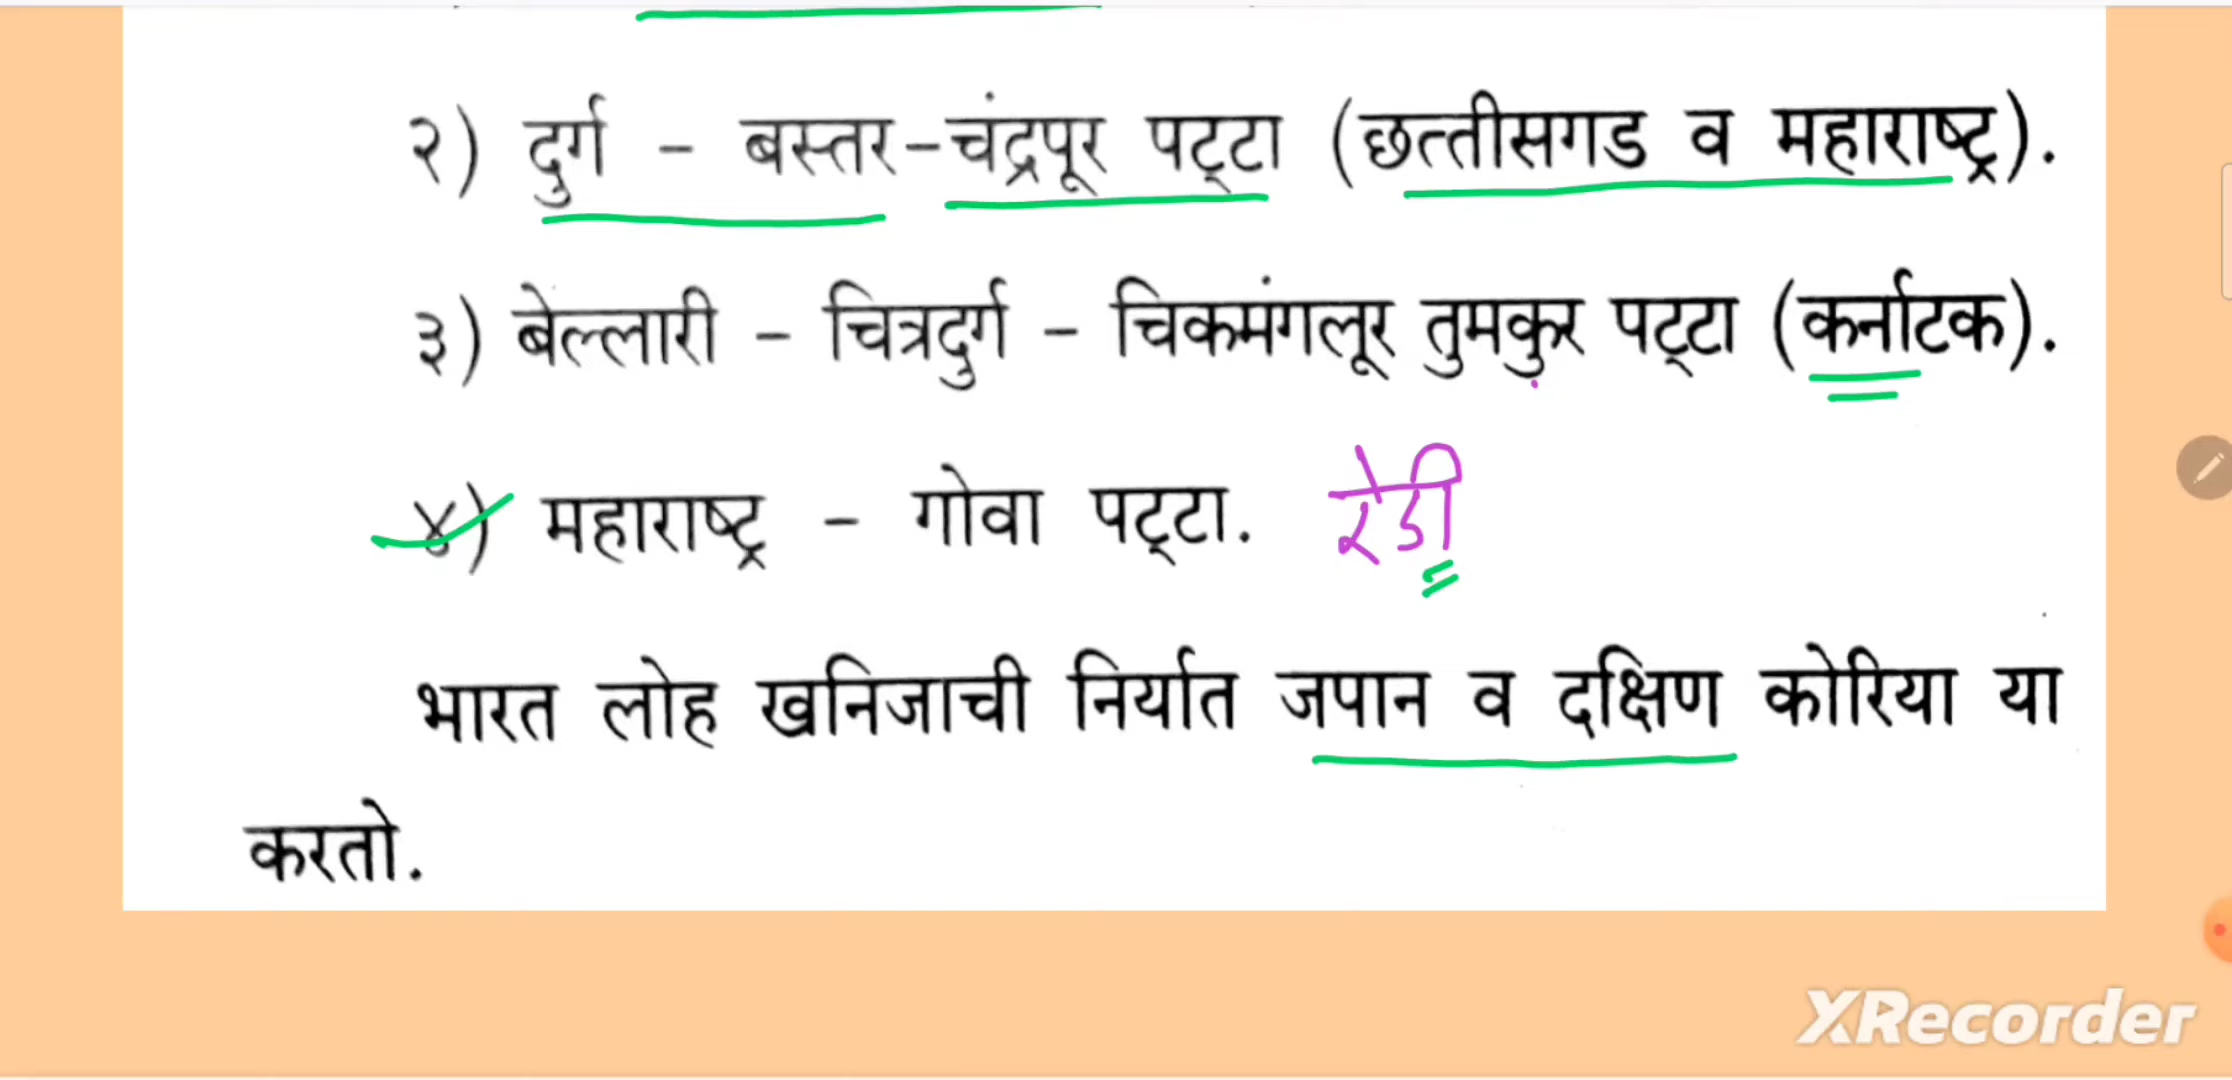 २) दुर्ग – बस्तर–चंद्रपूर पट्टा (छत्तीसगड व महाराष्ट्र).
३) बेल्लारी – चित्रदुर्ग – चिकमंगलूर तुमकुर पट्टा (कर्नाटक).
४) महाराष्ट्र – गोवा पट्टा. रेडी
भारत लोह खनिजाची निर्यात जपान व दक्षिण कोरिया या
करतो.
XRecorder